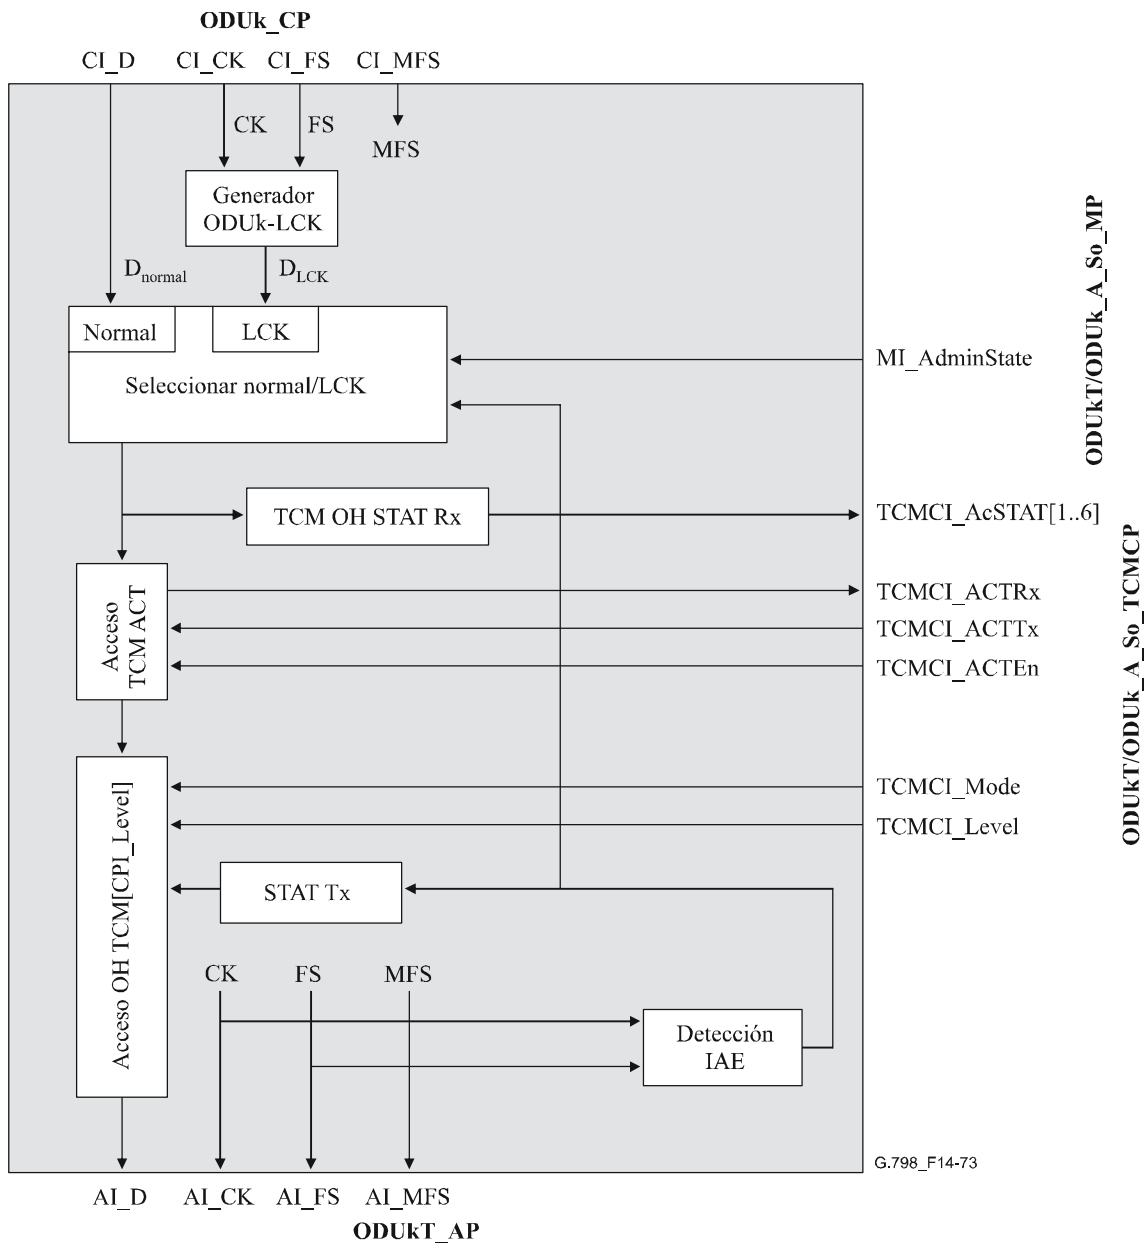 ODUk_CP
CI_D CI_CK CI_FS CI_MFS
CK FS
MFS
Generador
ODUk-LCK
D normal D LCK
Normal LCK
Seleccionar normal/LCK
MI_AdminState
ODUkT/ODUk_A_So_MP
TCM OH STAT Rx
TCMCI_AcSTAT[1..6]
Acceso
TCM ACT
TCMCI_ACTRx
TCMCI_ACTTx
TCMCI_ACTEn
ODUkT/ODUk_A_So_TCMCP
Acceso OH TCM[CPI_Level]
TCMCI_Mode
TCMCI_Level
STAT Tx
CK FS MFS
Detección
IAE
G.798_F14-73
AI_D AI_CK AI_FS AI_MFS
ODUkT_AP